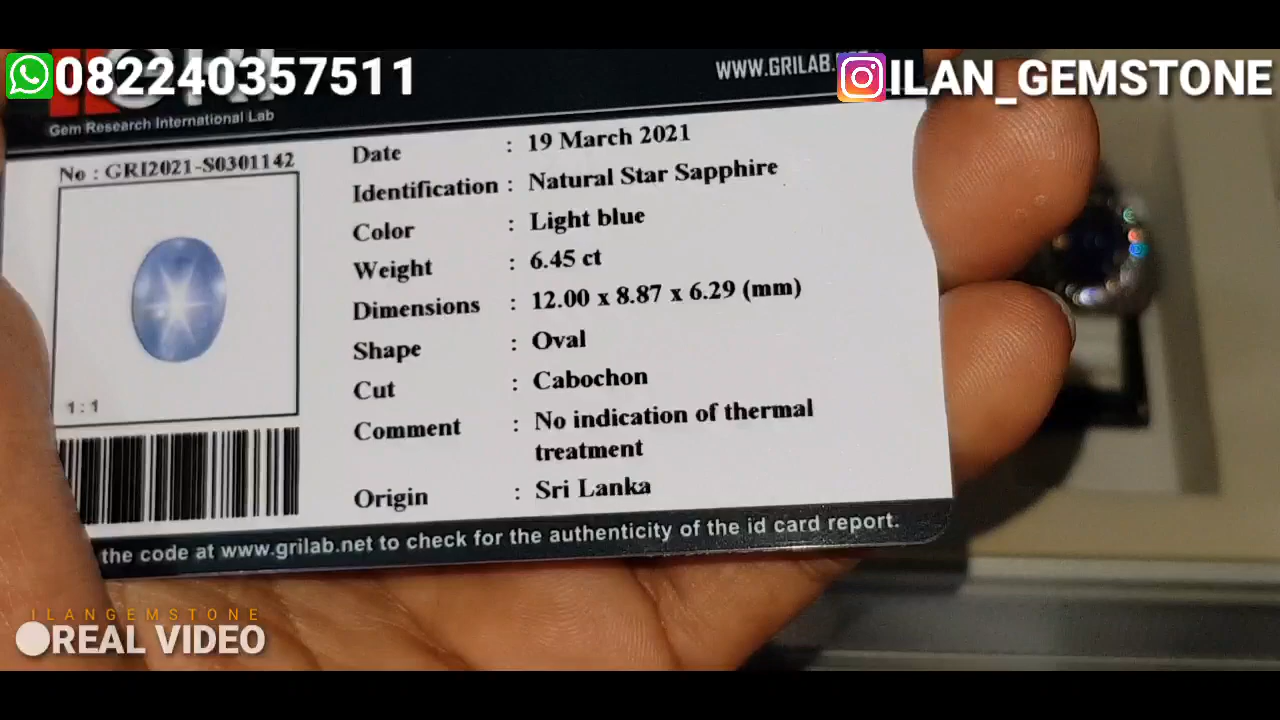 082240357511
WWW.GRILAB.NET
ILAN_GEMSTONE
GRI
Gem Research International Lab
No : GRI2021-S0301142
Date : 19 March 2021
Identification : Natural Star Sapphire
Color : Light blue
Weight : 6.45 ct
Dimensions : 12.00 x 8.87 x 6.29 (mm)
Shape : Oval
Cut : Cabochon
1:1
Comment : No indication of thermal
treatment
Origin : Sri Lanka
the code at www.grilab.net to check for the authenticity of the id card report.
ILANGEMSTONE
REAL VIDEO